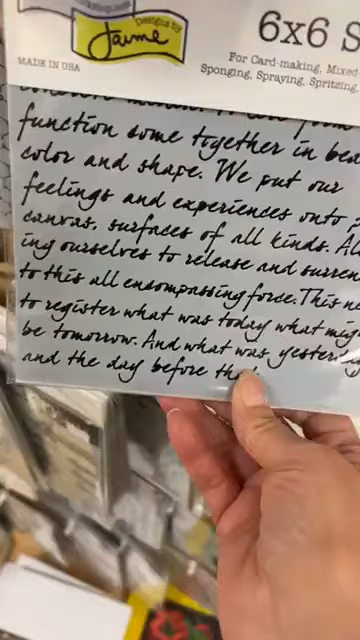 Designs by
Jaime
MADE IN USA
6x6 S
For Card-making, Mixed
Sponging, Spraying, Spritzing,
function some together in bea
color and shape. We put our
feelings and experiences onto
canvas, surfaces of all kinds. Al
ing ourselves to release and surren
to this all encompassing force. This ne
to register what was today what mig
be tomorrow. And what was yesterday
and the day before tha